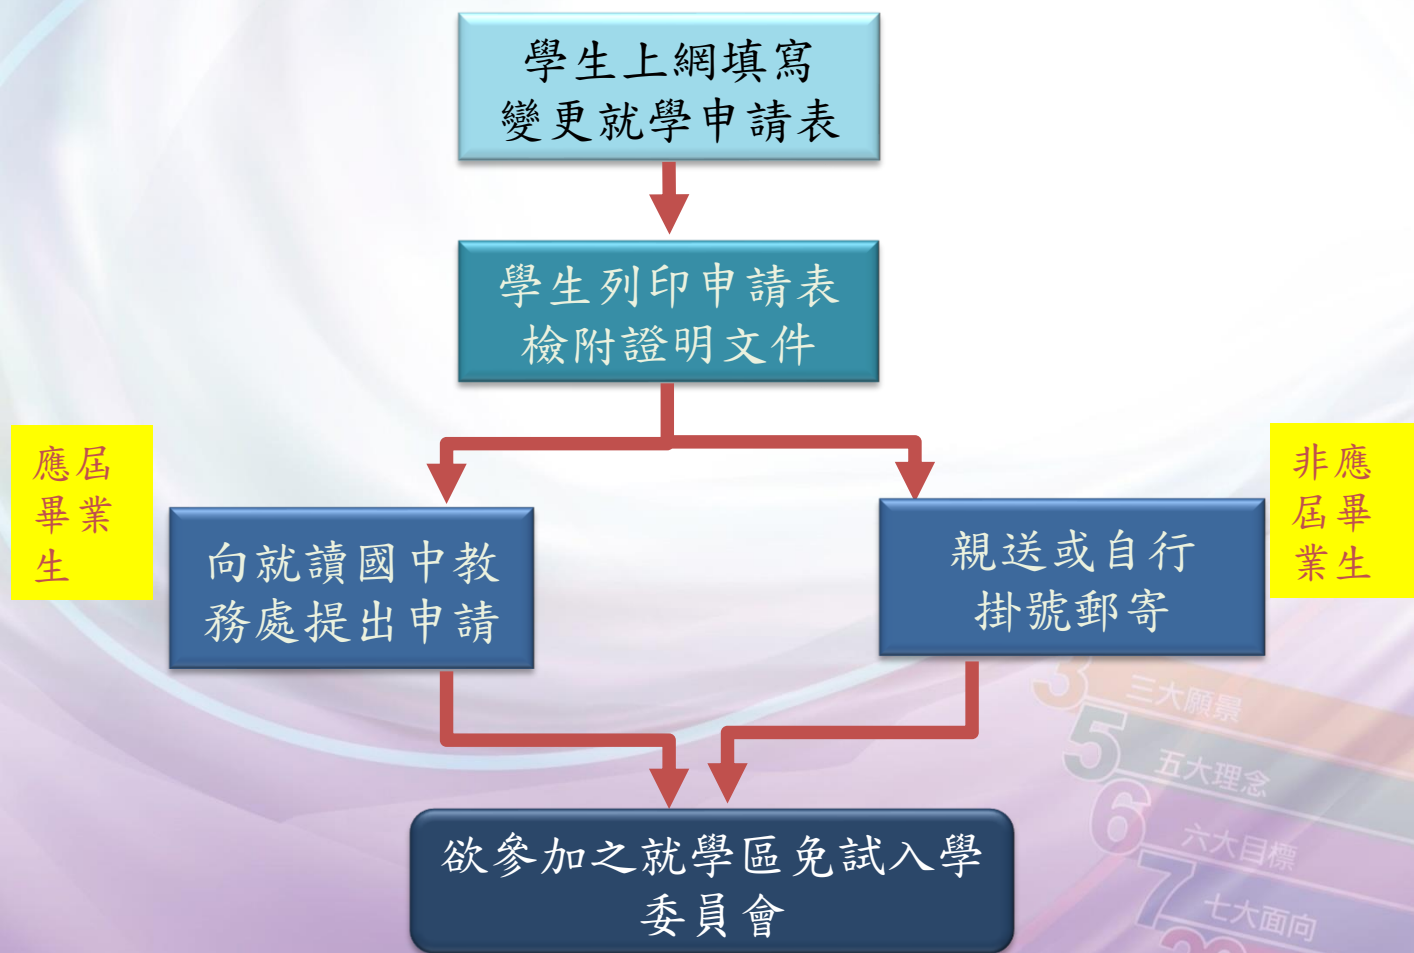 學生上網填寫
變更就學申請表
學生列印申請表
檢附證明文件
應屆
畢業
生
非應
屆畢
業生
向就讀國中教
務處提出申請
親送或自行
掛號郵寄
3 三大願景
5 五大理念
6 六大目標
7 七大面向
欲參加之就學區免試入學
委員會